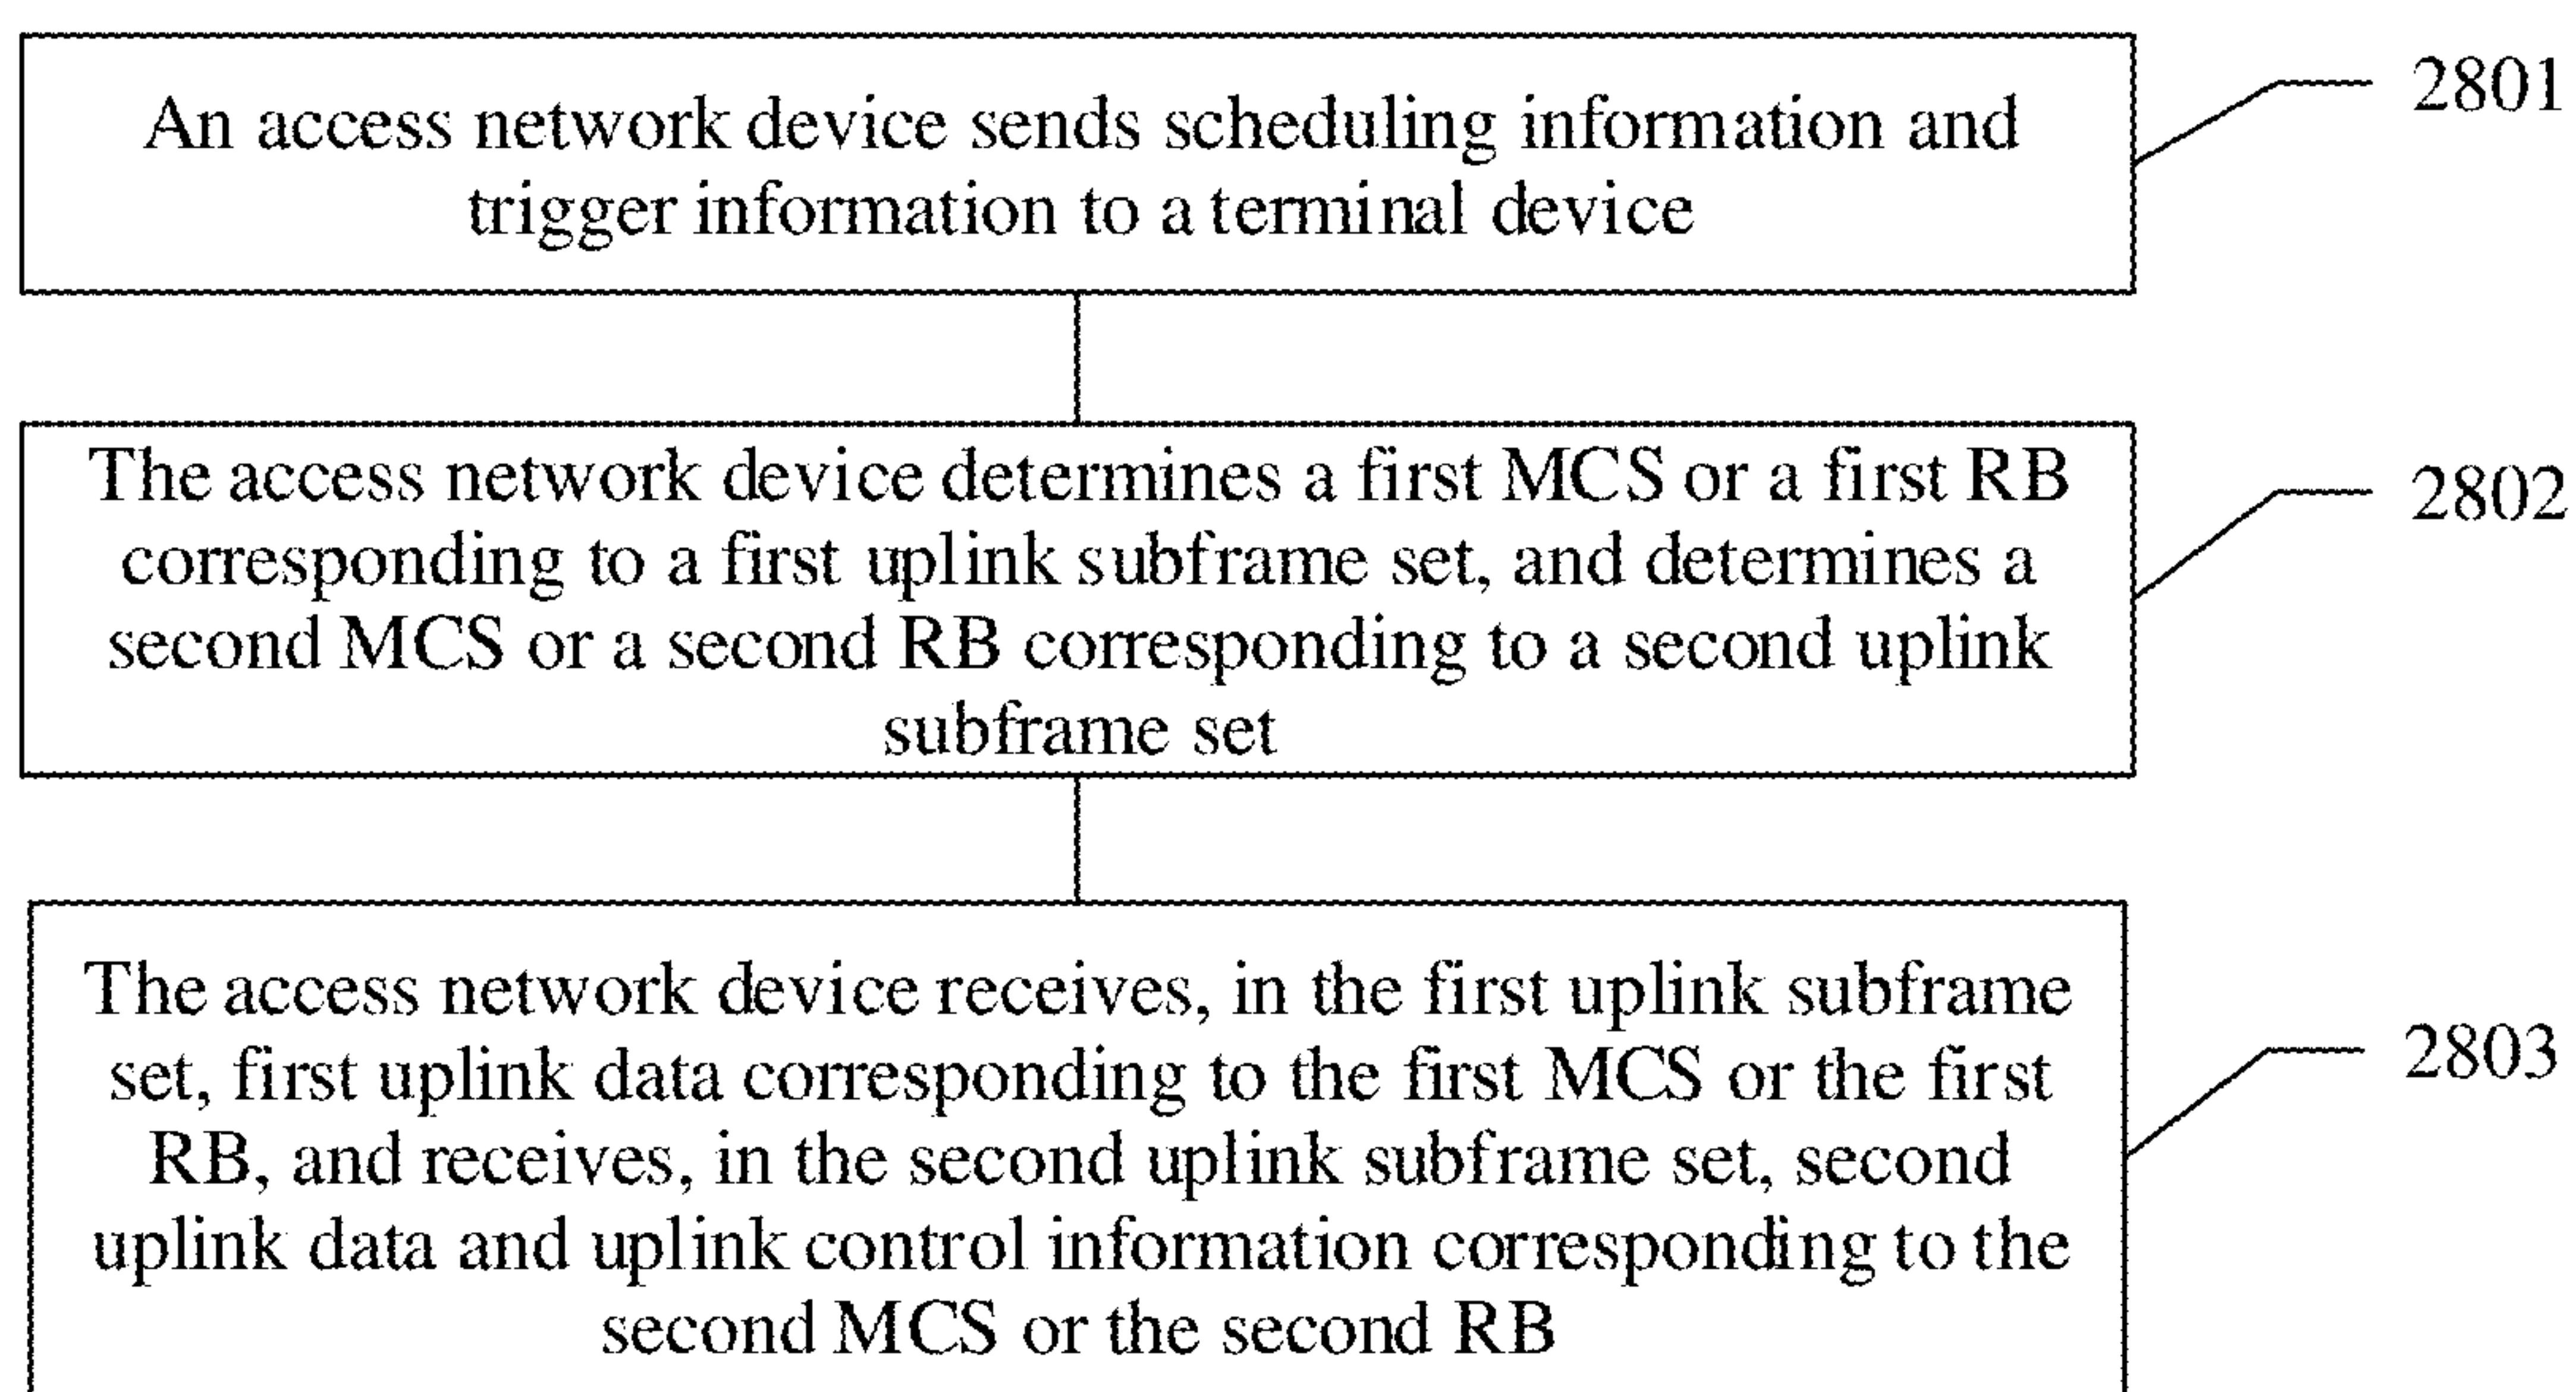 An access network device sends scheduling information and
trigger information to a terminal device
2801
The access network device determines a first MCS or a first RB
corresponding to a first uplink subframe set, and determines a
second MCS or a second RB corresponding to a second uplink
subframe set
2802
The access network device receives, in the first uplink subframe
set, first uplink data corresponding to the first MCS or the first
RB, and receives, in the second uplink subframe set, second
uplink data and uplink control information corresponding to the
second MCS or the second RB
2803